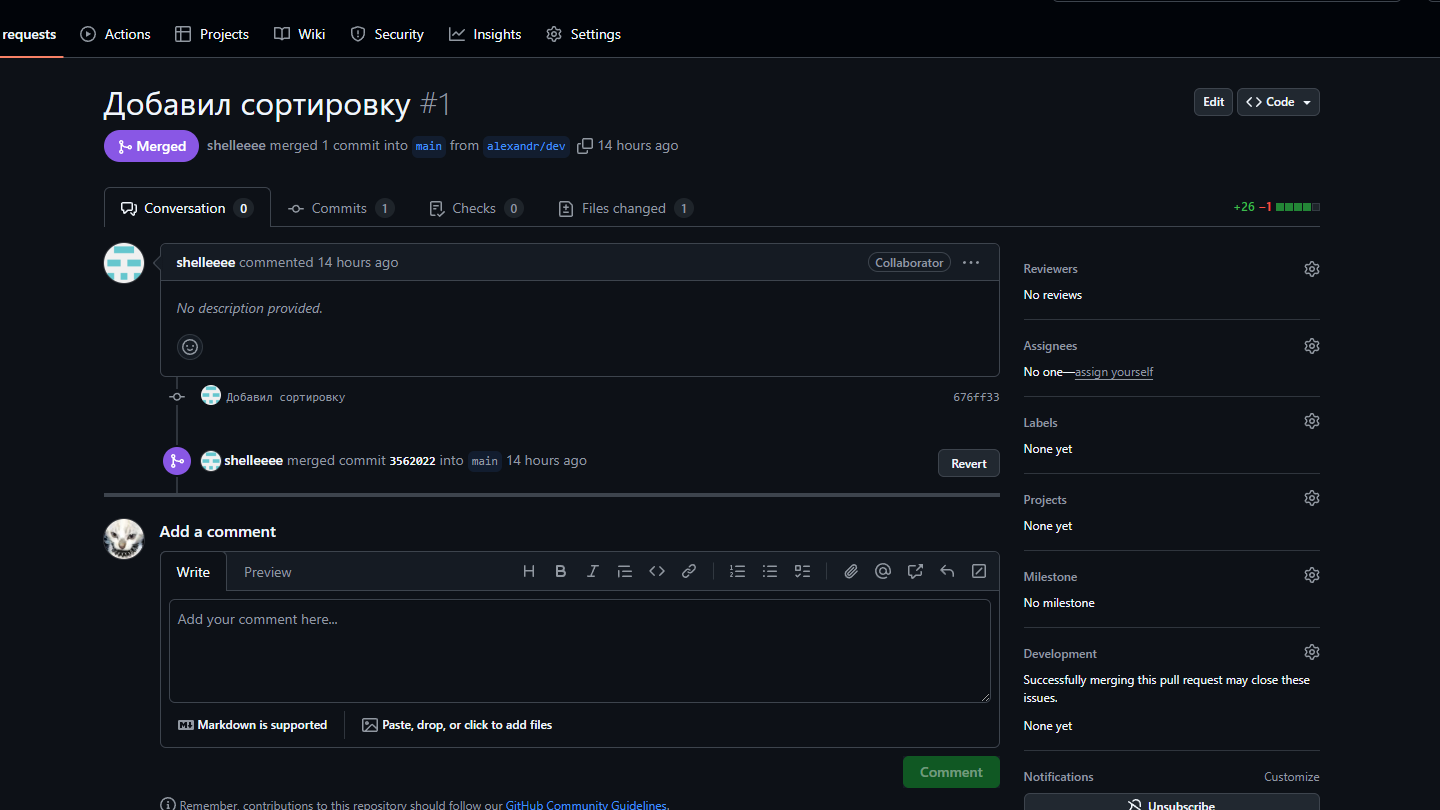 requests Actions Projects Wiki Security Insights Settings
Добавил сортировку #1
Edit
Code
Merged shelleeee merged 1 commit into main from alexandr/dev 14 hours ago
Conversation 0 Commits 1 Checks 0 Files changed 1
+26 −1
shelleeee commented 14 hours ago
Collaborator
No description provided.
Добавил сортировку
676ff33
shelleeee merged commit 3562022 into main 14 hours ago
Revert
Add a comment
Write Preview
Add your comment here...
Markdown is supported
Paste, drop, or click to add files
Comment
Remember, contributions to this repository should follow our GitHub Community Guidelines.
Reviewers
No reviews
Assignees
No one—assign yourself
Labels
None yet
Projects
None yet
Milestone
No milestone
Development
Successfully merging this pull request may close these
issues.
None yet
Notifications
Customize
Unsubscribe